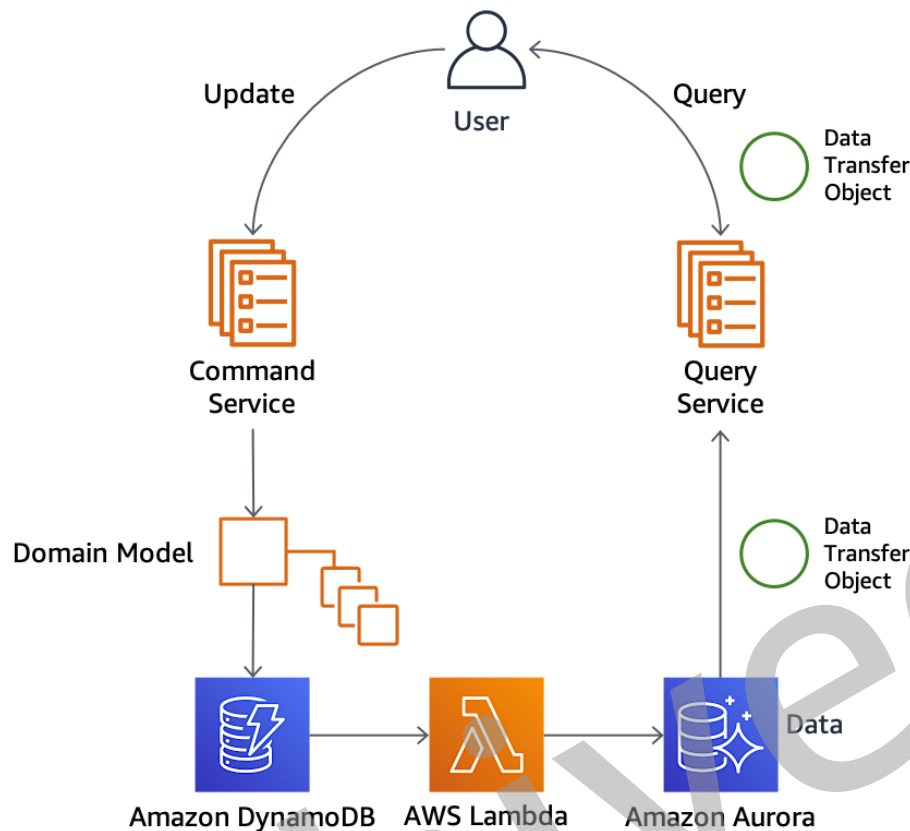 Update
Query
User
Data
Transfer
Object
Command
Service
Query
Service
Domain Model
Data
Transfer
Object
Data
Amazon DynamoDB
AWS Lambda
Amazon Aurora